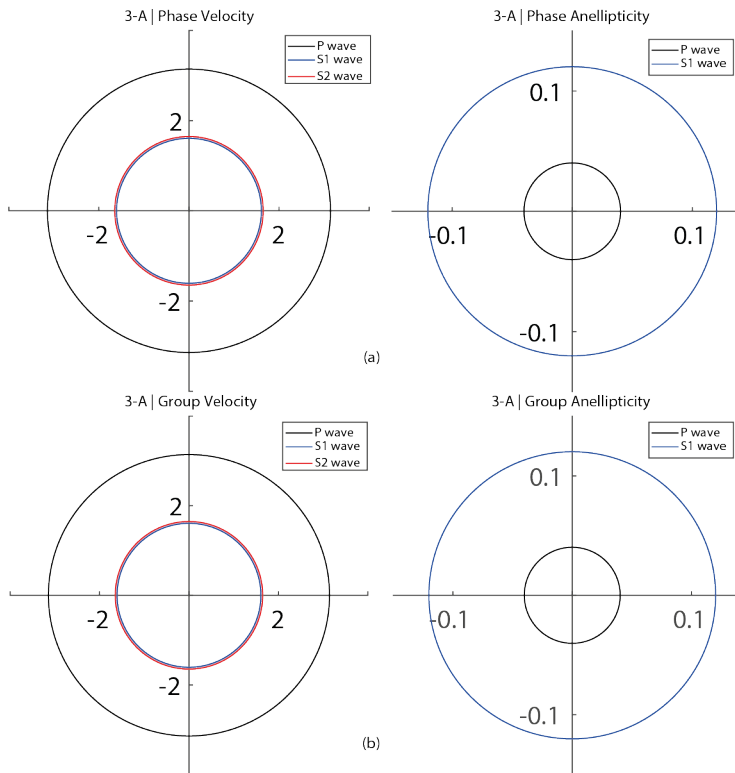 3-A | Phase Velocity
P wave
S1 wave
S2 wave
2
-2
2
-2
3-A | Phase Anellipticity
P wave
S1 wave
0.1
-0.1
0.1
-0.1
(a)
3-A | Group Velocity
P wave
S1 wave
S2 wave
2
-2
2
-2
3-A | Group Anellipticity
P wave
S1 wave
0.1
-0.1
0.1
-0.1
(b)